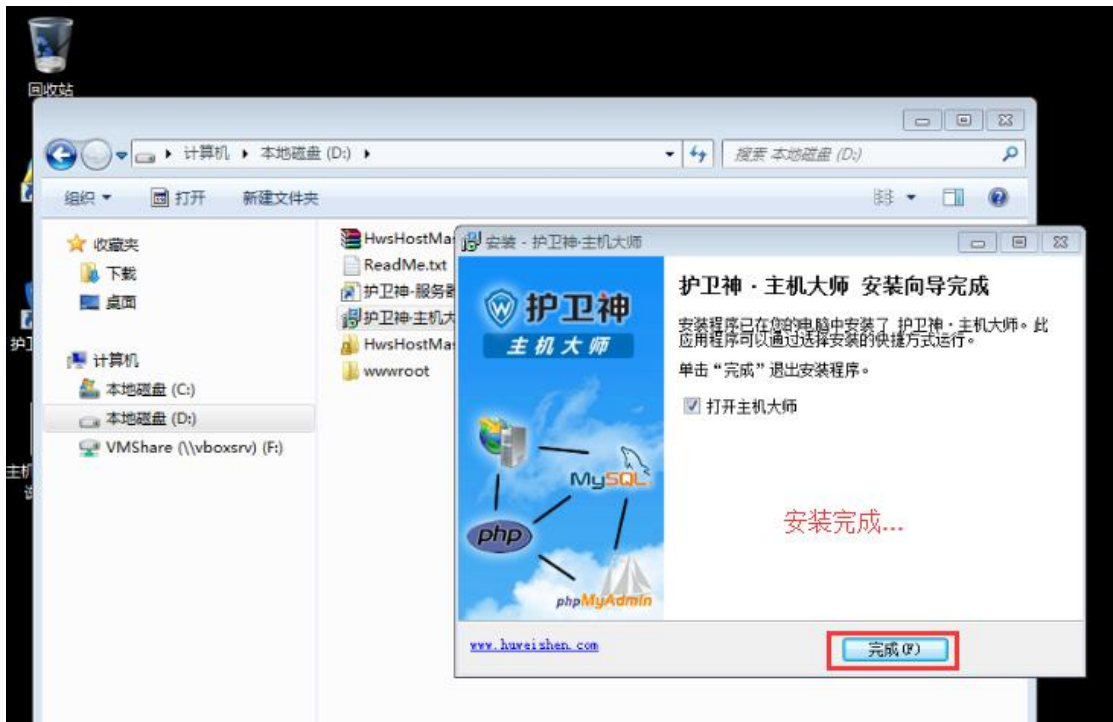 回收站
计算机
本地磁盘 (D:)
搜索 本地磁盘 (D:)
组织
打开
新建文件夹
收藏夹
下载
桌面
计算机
本地磁盘 (C:)
本地磁盘 (D:)
VMShare (\\vboxsrv) (F:)
HwsHostMa
ReadMe.txt
护卫神-服务器
护卫神·主机大
HwsHostMa
wwwroot
安装 - 护卫神·主机大师
护卫神
主机大师
MySQL
php
phpMyAdmin
护卫神 · 主机大师 安装向导完成
安装程序已在您的电脑中安装了 护卫神·主机大师。此
应用程序可以通过选择安装的快捷方式运行。
单击“完成”退出安装程序。
打开主机大师
安装完成...
www.huweishen.com
完成(F)